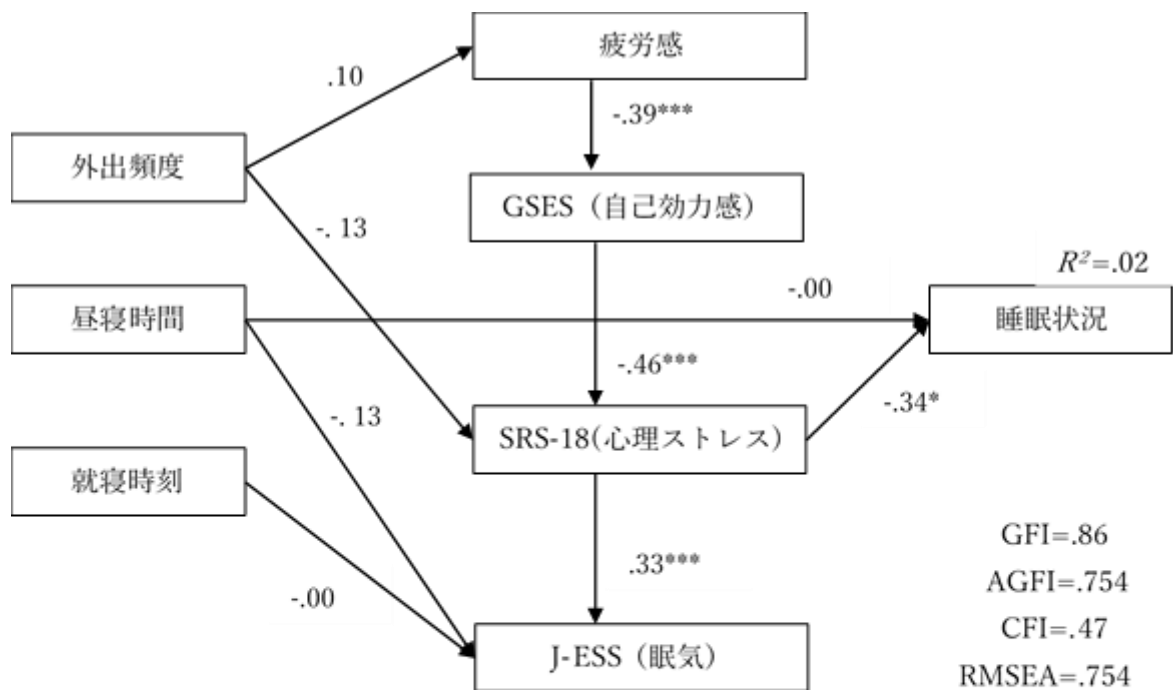 疲労感
.10
-.39***
外出頻度
GSES（自己効力感）
-. 13
R²=.02
昼寝時間
-.00
睡眠状況
-.46***
-.34*
-. 13
SRS-18(心理ストレス)
就寝時刻
GFI=.86
.33***
AGFI=.754
-.00
CFI=.47
J-ESS（眠気）
RMSEA=.754